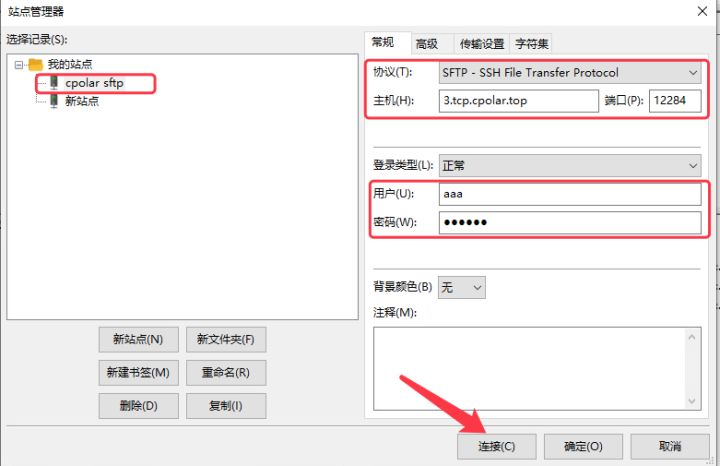 站点管理器
选择记录(S):
我的站点
cpolar sftp
新站点
新站点(N)
新文件夹(F)
新建书签(M)
重命名(R)
删除(D)
复制(I)
常规 高级 传输设置 字符集
协议(T): SFTP - SSH File Transfer Protocol
主机(H): 3.tcp.cpolar.top 端口(P): 12284
登录类型(L): 正常
用户(U): aaa
密码(W): ●●●●●●
背景颜色(B) 无
注释(M):
连接(C) 确定(O) 取消